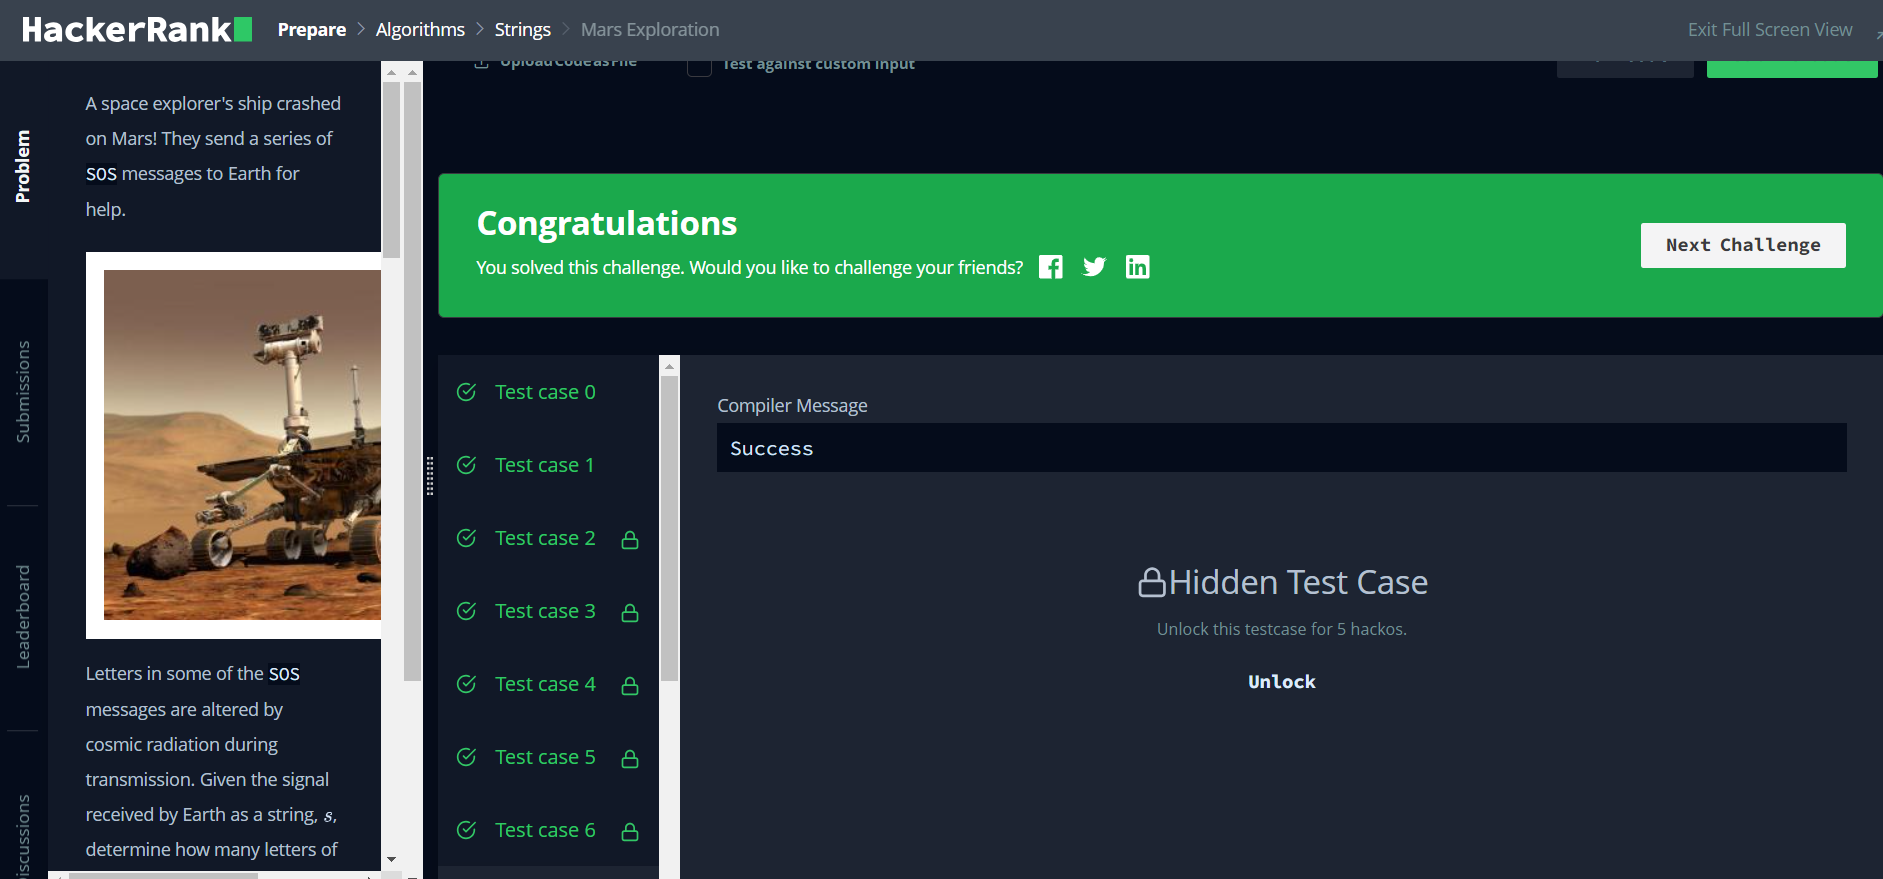 HackerRank
Prepare > Algorithms > Strings > Mars Exploration
Exit Full Screen View
Problem
Submissions
Leaderboard
Discussions
A space explorer's ship crashed
on Mars! They send a series of
SOS messages to Earth for
help.
Letters in some of the SOS
messages are altered by
cosmic radiation during
transmission. Given the signal
received by Earth as a string, s,
determine how many letters of
Upload Code as File
Test against custom input
Congratulations
You solved this challenge. Would you like to challenge your friends?
Next Challenge
Test case 0
Test case 1
Test case 2
Test case 3
Test case 4
Test case 5
Test case 6
Compiler Message
Success
Hidden Test Case
Unlock this testcase for 5 hackos.
Unlock